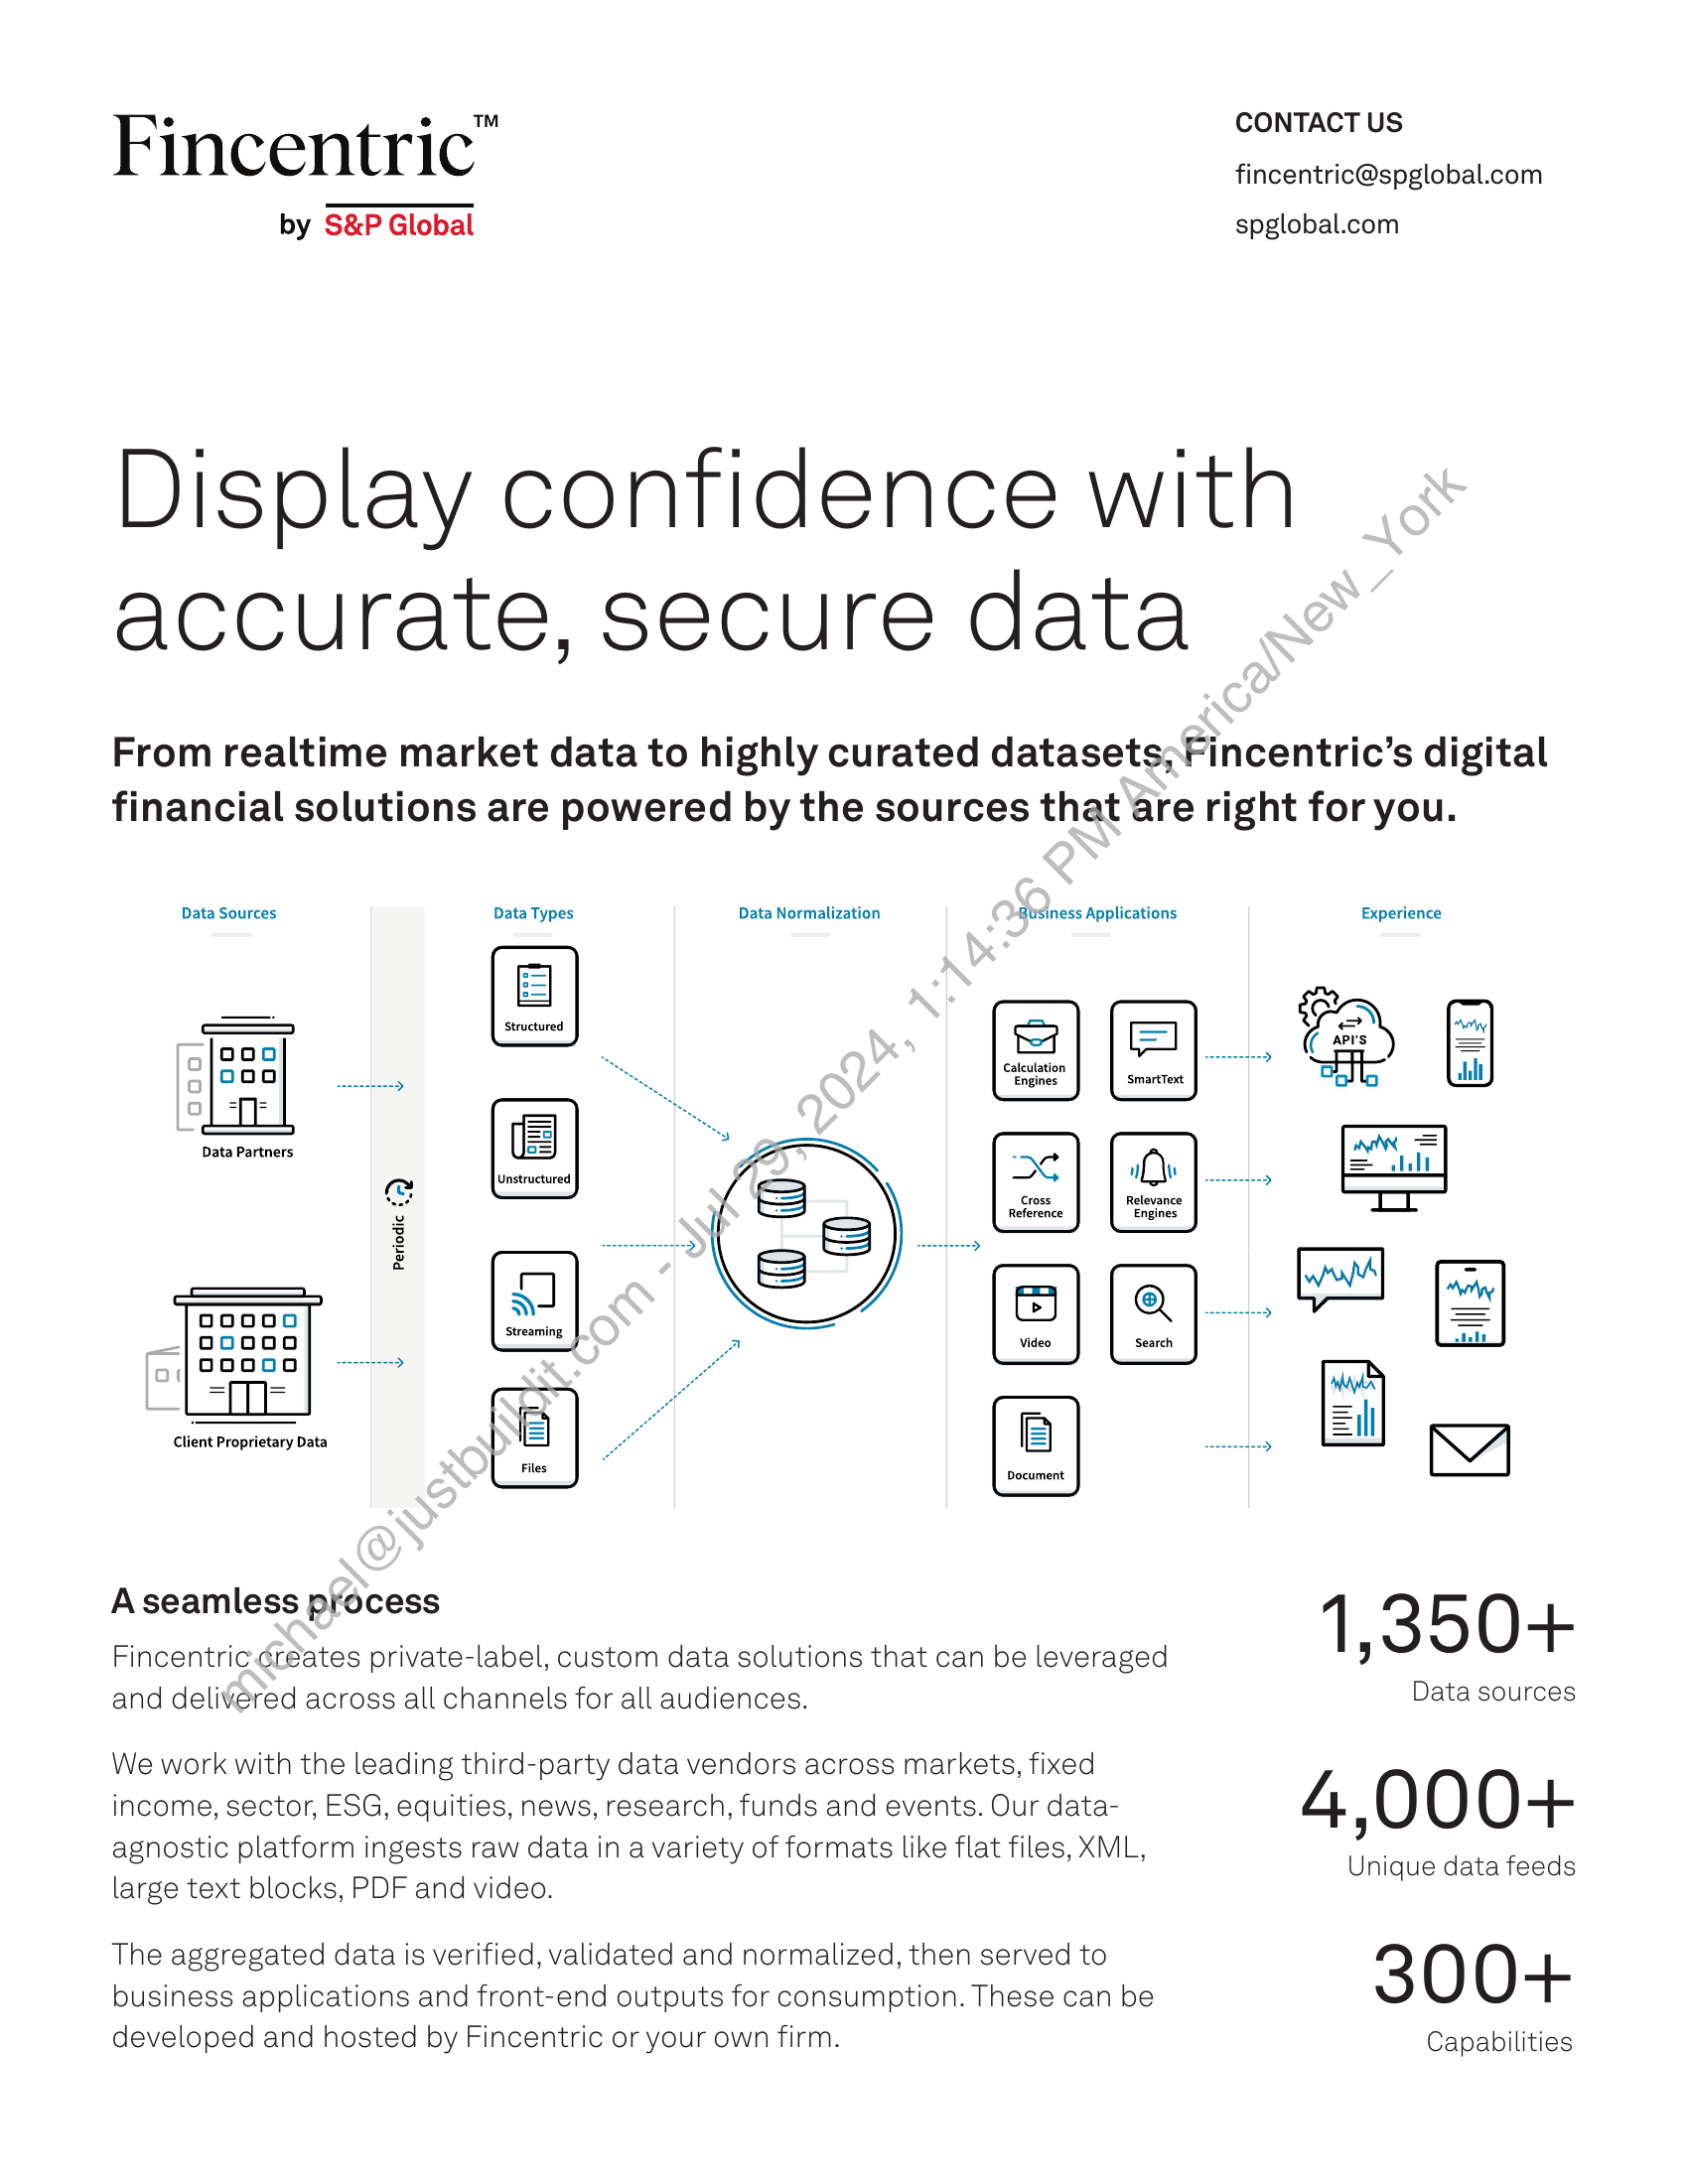 Fincentric™
by S&P Global
CONTACT US
fincentric@spglobal.com
spglobal.com
Display confidence with
accurate, secure data
From realtime market data to highly curated datasets, Fincentric’s digital
financial solutions are powered by the sources that are right for you.
Data Sources
Data Partners
Client Proprietary Data
Periodic
Data Types
Structured
Unstructured
Streaming
Files
Data Normalization
Business Applications
Calculation
Engines
SmartText
Cross
Reference
Relevance
Engines
Video
Search
Document
Experience
API'S
A seamless process
Fincentric creates private-label, custom data solutions that can be leveraged
and delivered across all channels for all audiences.
We work with the leading third-party data vendors across markets, fixed
income, sector, ESG, equities, news, research, funds and events. Our data-
agnostic platform ingests raw data in a variety of formats like flat files, XML,
large text blocks, PDF and video.
The aggregated data is verified, validated and normalized, then served to
business applications and front-end outputs for consumption. These can be
developed and hosted by Fincentric or your own firm.
1,350+
Data sources
4,000+
Unique data feeds
300+
Capabilities
michael@justbuildit.com - Jul 29, 2024, 1:14:36 PM America/New_York